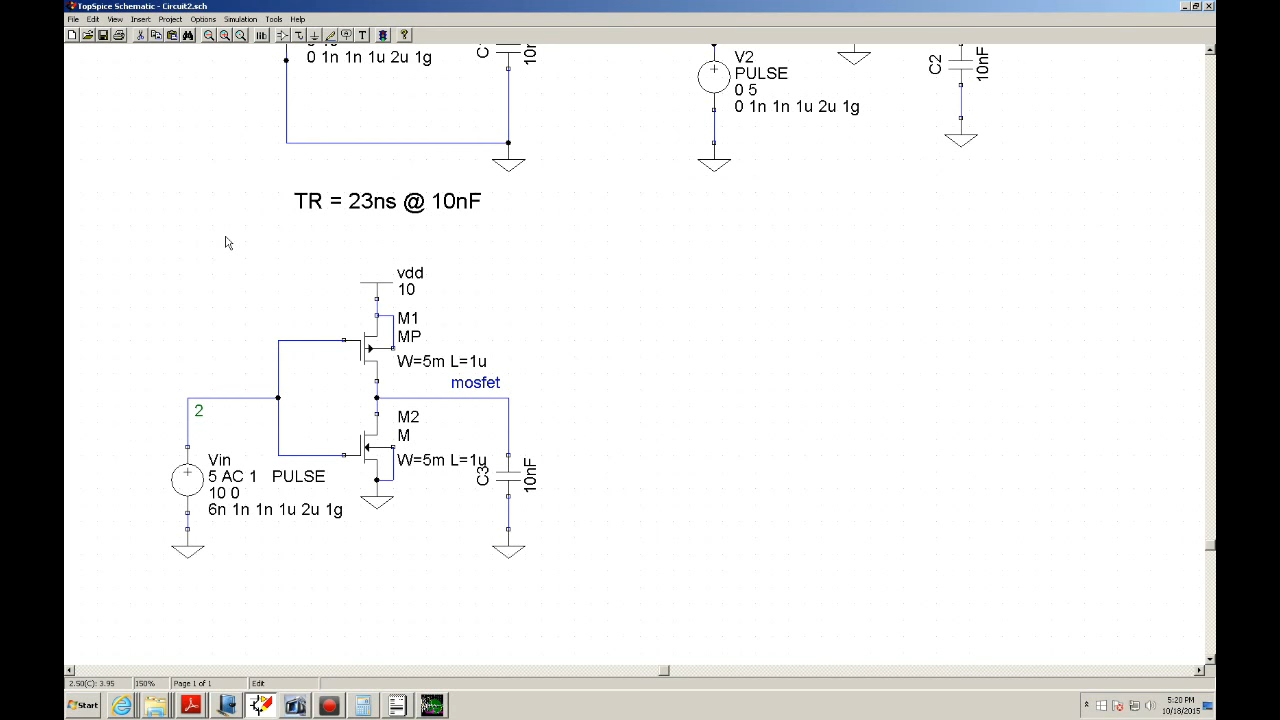 TopSpice Schematic - Circuit2.sch
File Edit View Insert Project Options Simulation Tools Help
0 1n 1n 1u 2u 1g
V2
PULSE
0 5
0 1n 1n 1u 2u 1g
C2
10nF
TR = 23ns @ 10nF
vdd
10
M1
MP
W=5m L=1u
mosfet
2
M2
M
W=5m L=1u
Vin
5 AC 1 PULSE
10 0
6n 1n 1n 1u 2u 1g
C3
10nF
2.50(C): 3.95 150% Page 1 of 1 Edit
Start
5:20 PM
10/18/2015